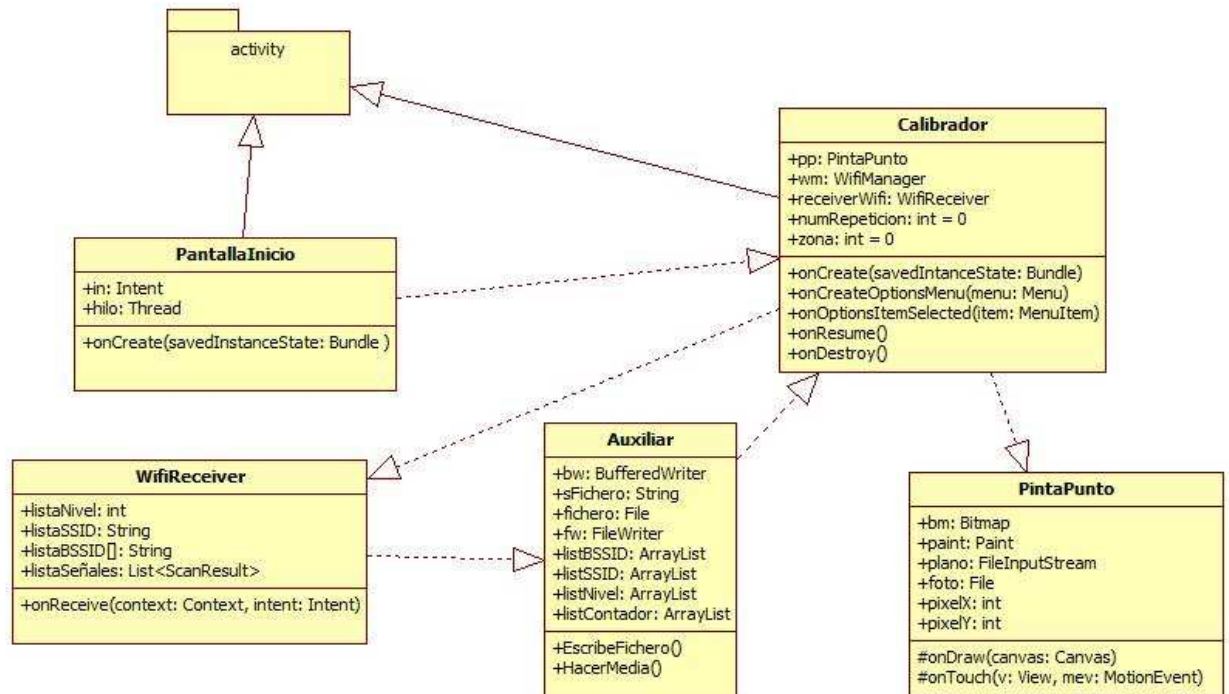 activity
Calibrador
+pp: PintaPunto
+wm: WifiManager
+receiverWifi: WifiReceiver
+numRepeticion: int = 0
+zona: int = 0
+onCreate(savedIntanceState: Bundle)
+onCreateOptionsMenu(menu: Menu)
+onOptionsItemSelected(item: MenuItem)
+onResume()
+onDestroy()
PantallaInicio
+in: Intent
+hilo: Thread
+onCreate(savedInstanceState: Bundle )
WifiReceiver
+listaNivel: int
+listaSSID: String
+listaBSSID[]: String
+listaSeñales: List<ScanResult>
+onReceive(context: Context, intent: Intent)
Auxiliar
+bw: BufferedWriter
+sFichero: String
+fichero: File
+fw: FileWriter
+listBSSID: ArrayList
+listSSID: ArrayList
+listNivel: ArrayList
+listContador: ArrayList
+EscribeFichero()
+HacerMedia()
PintaPunto
+bm: Bitmap
+paint: Paint
+plano: FileInputStream
+foto: File
+pixelX: int
+pixelY: int
#onDraw(canvas: Canvas)
#onTouch(v: View, mev: MotionEvent)